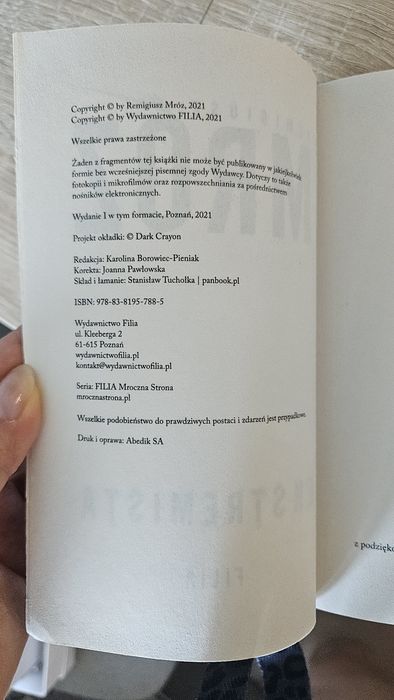 Copyright © by Remigiusz Mróz, 2021
Copyright © by Wydawnictwo FILIA, 2021
Wszelkie prawa zastrzeżone
Żaden z fragmentów tej książki nie może być publikowany w jakiejkolwiek
formie bez wcześniejszej pisemnej zgody Wydawcy. Dotyczy to także
fotokopii i mikrofilmów oraz rozpowszechniania za pośrednictwem
nośników elektronicznych.
Wydanie I w tym formacie, Poznań, 2021
Projekt okładki: © Dark Crayon
Redakcja: Karolina Borowiec-Pieniak
Korekta: Joanna Pawłowska
Skład i łamanie: Stanisław Tuchołka | panbook.pl
ISBN: 978-83-8195-788-5
Wydawnictwo Filia
ul. Kleeberga 2
61-615 Poznań
wydawnictwofilia.pl
kontakt@wydawnictwofilia.pl
Seria: FILIA Mroczna Strona
mrocznastrona.pl
Wszelkie podobieństwo do prawdziwych postaci i zdarzeń jest przypadkowe.
Druk i oprawa: Abedik SA
z podzięko